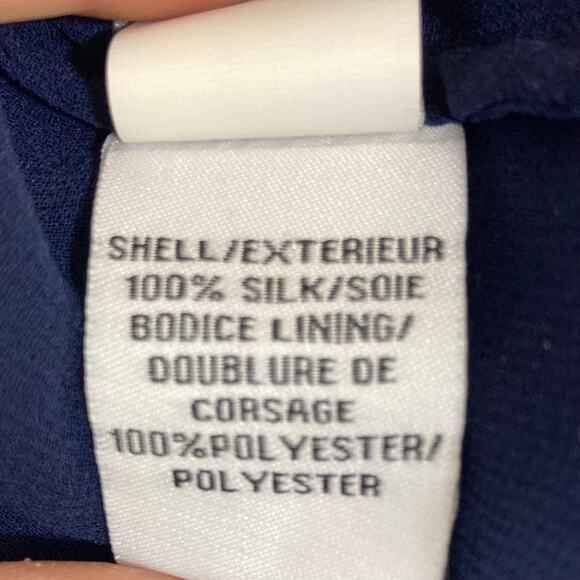 SHELL/EXTERIEUR
100% SILK/SOIE
BODICE LINING/
DOUBLURE DE
CORSAGE
100%POLYESTER/
POLYESTER